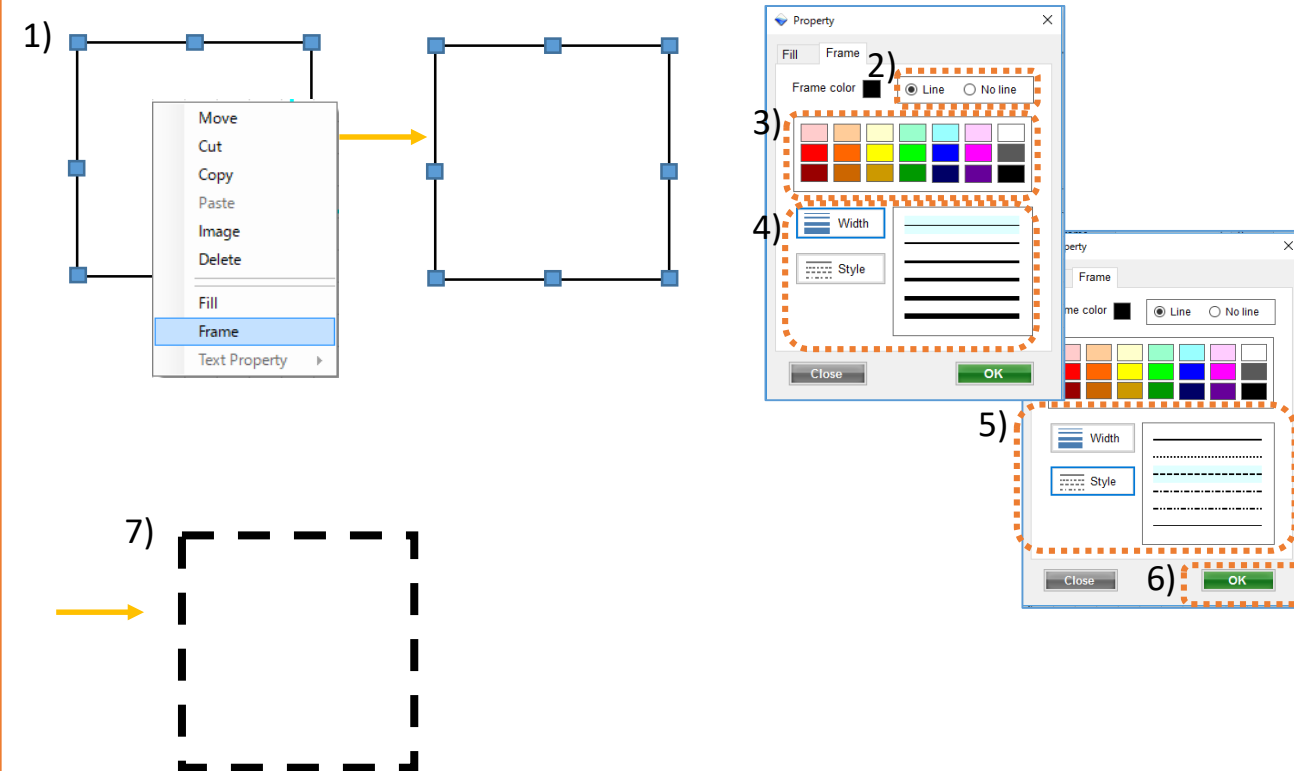 1)
Move
Cut
Copy
Paste
Image
Delete
Fill
Frame
Text Property
Property
Fill Frame
2)
Frame color Line No line
3)
4)
Width
Style
Close OK
perty
Frame
me color Line No line
5)
Width
Style
Close 6) OK
7)